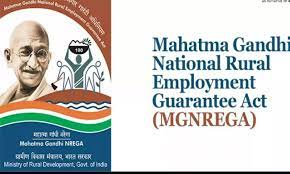 100
महात्मा गांधी नरेगा
Mahatma Gandhi NREGA
ग्रामीण विकास मंत्रालय, भारत सरकार
Ministry of Rural Development, Govt. of India
Mahatma Gandhi
National Rural
Employment
Guarantee Act
(MGNREGA)